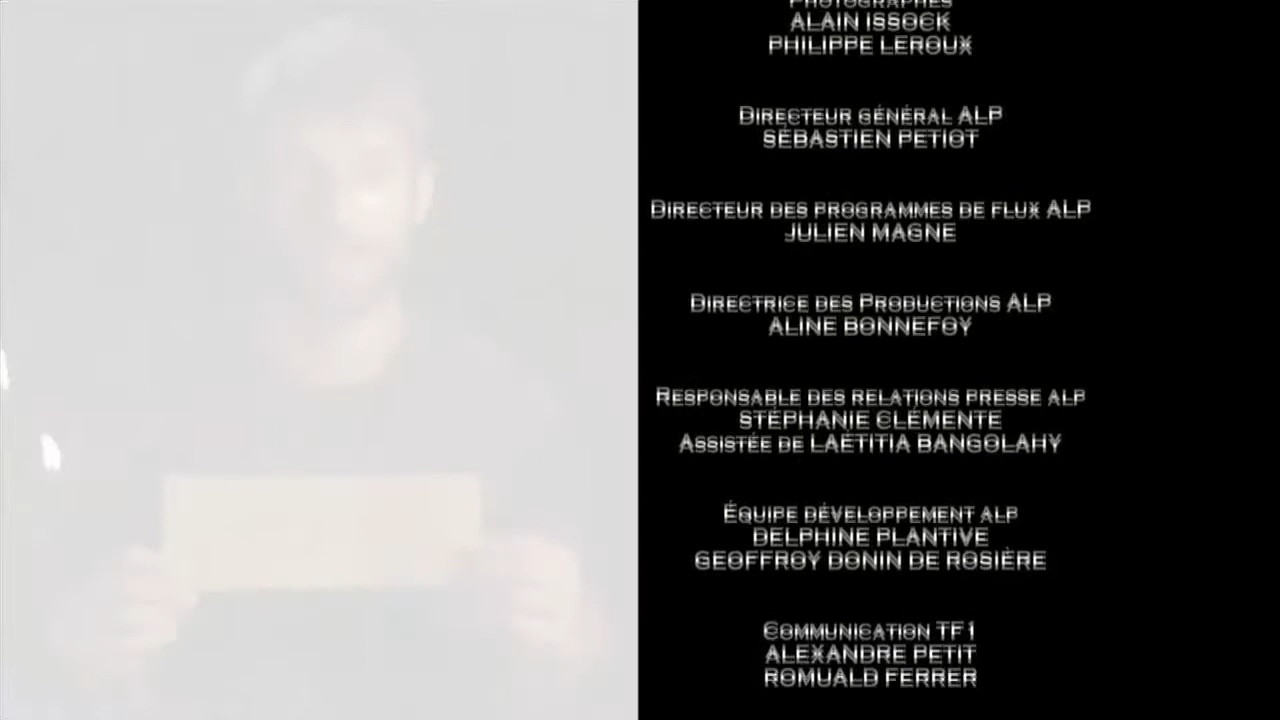 PHOTOGRAPHES
ALAIN ISSOCK
PHILIPPE LEROUX
DIRECTEUR GÉNÉRAL ALP
SÉBASTIEN PETIOT
DIRECTEUR DES PROGRAMMES DE FLUX ALP
JULIEN MAGNE
DIRECTRICE DES PRODUCTIONS ALP
ALINE BONNEFOY
RESPONSABLE DES RELATIONS PRESSE ALP
STÉPHANIE CLÉMENTE
ASSISTÉE DE LAËTITIA BANGOLAHY
ÉQUIPE DÉVELOPPEMENT ALP
DELPHINE PLANTIVE
GEOFFROY DONIN DE ROSIÈRE
COMMUNICATION TF1
ALEXANDRE PETIT
ROMUALD FERRER